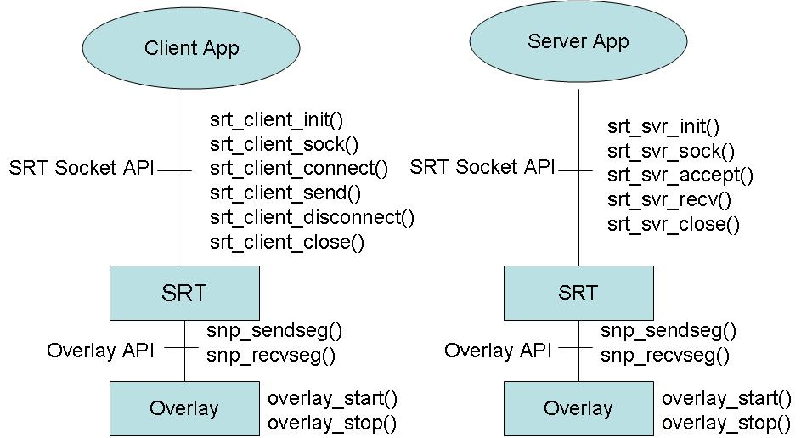 Client App
srt_client_init()
srt_client_sock()
srt_client_connect()
srt_client_send()
srt_client_disconnect()
srt_client_close()
SRT Socket API
SRT
snp_sendseg()
snp_recvseg()
Overlay API
Overlay
overlay_start()
overlay_stop()
Server App
srt_svr_init()
srt_svr_sock()
srt_svr_accept()
srt_svr_recv()
srt_svr_close()
SRT Socket API
SRT
snp_sendseg()
snp_recvseg()
Overlay API
Overlay
overlay_start()
overlay_stop()